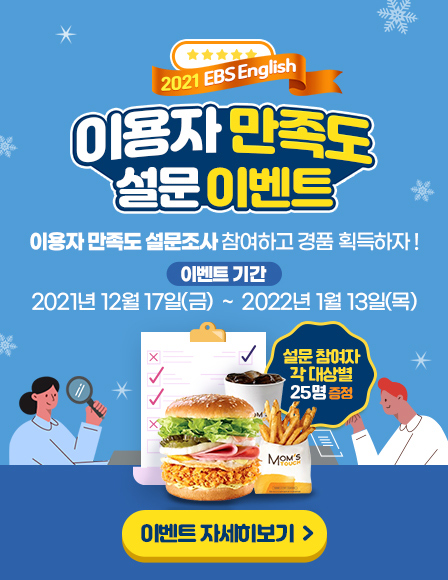 2021 EBS English
이용자 만족도
설문 이벤트
이용자 만족도 설문조사 참여하고 경품 획득하자 !
이벤트 기간
2021년 12월 17일(금) ~ 2022년 1월 13일(목)
설문 참여자
각 대상별
25명 증정
MOM'S
TOUCH
이벤트 자세히보기 >